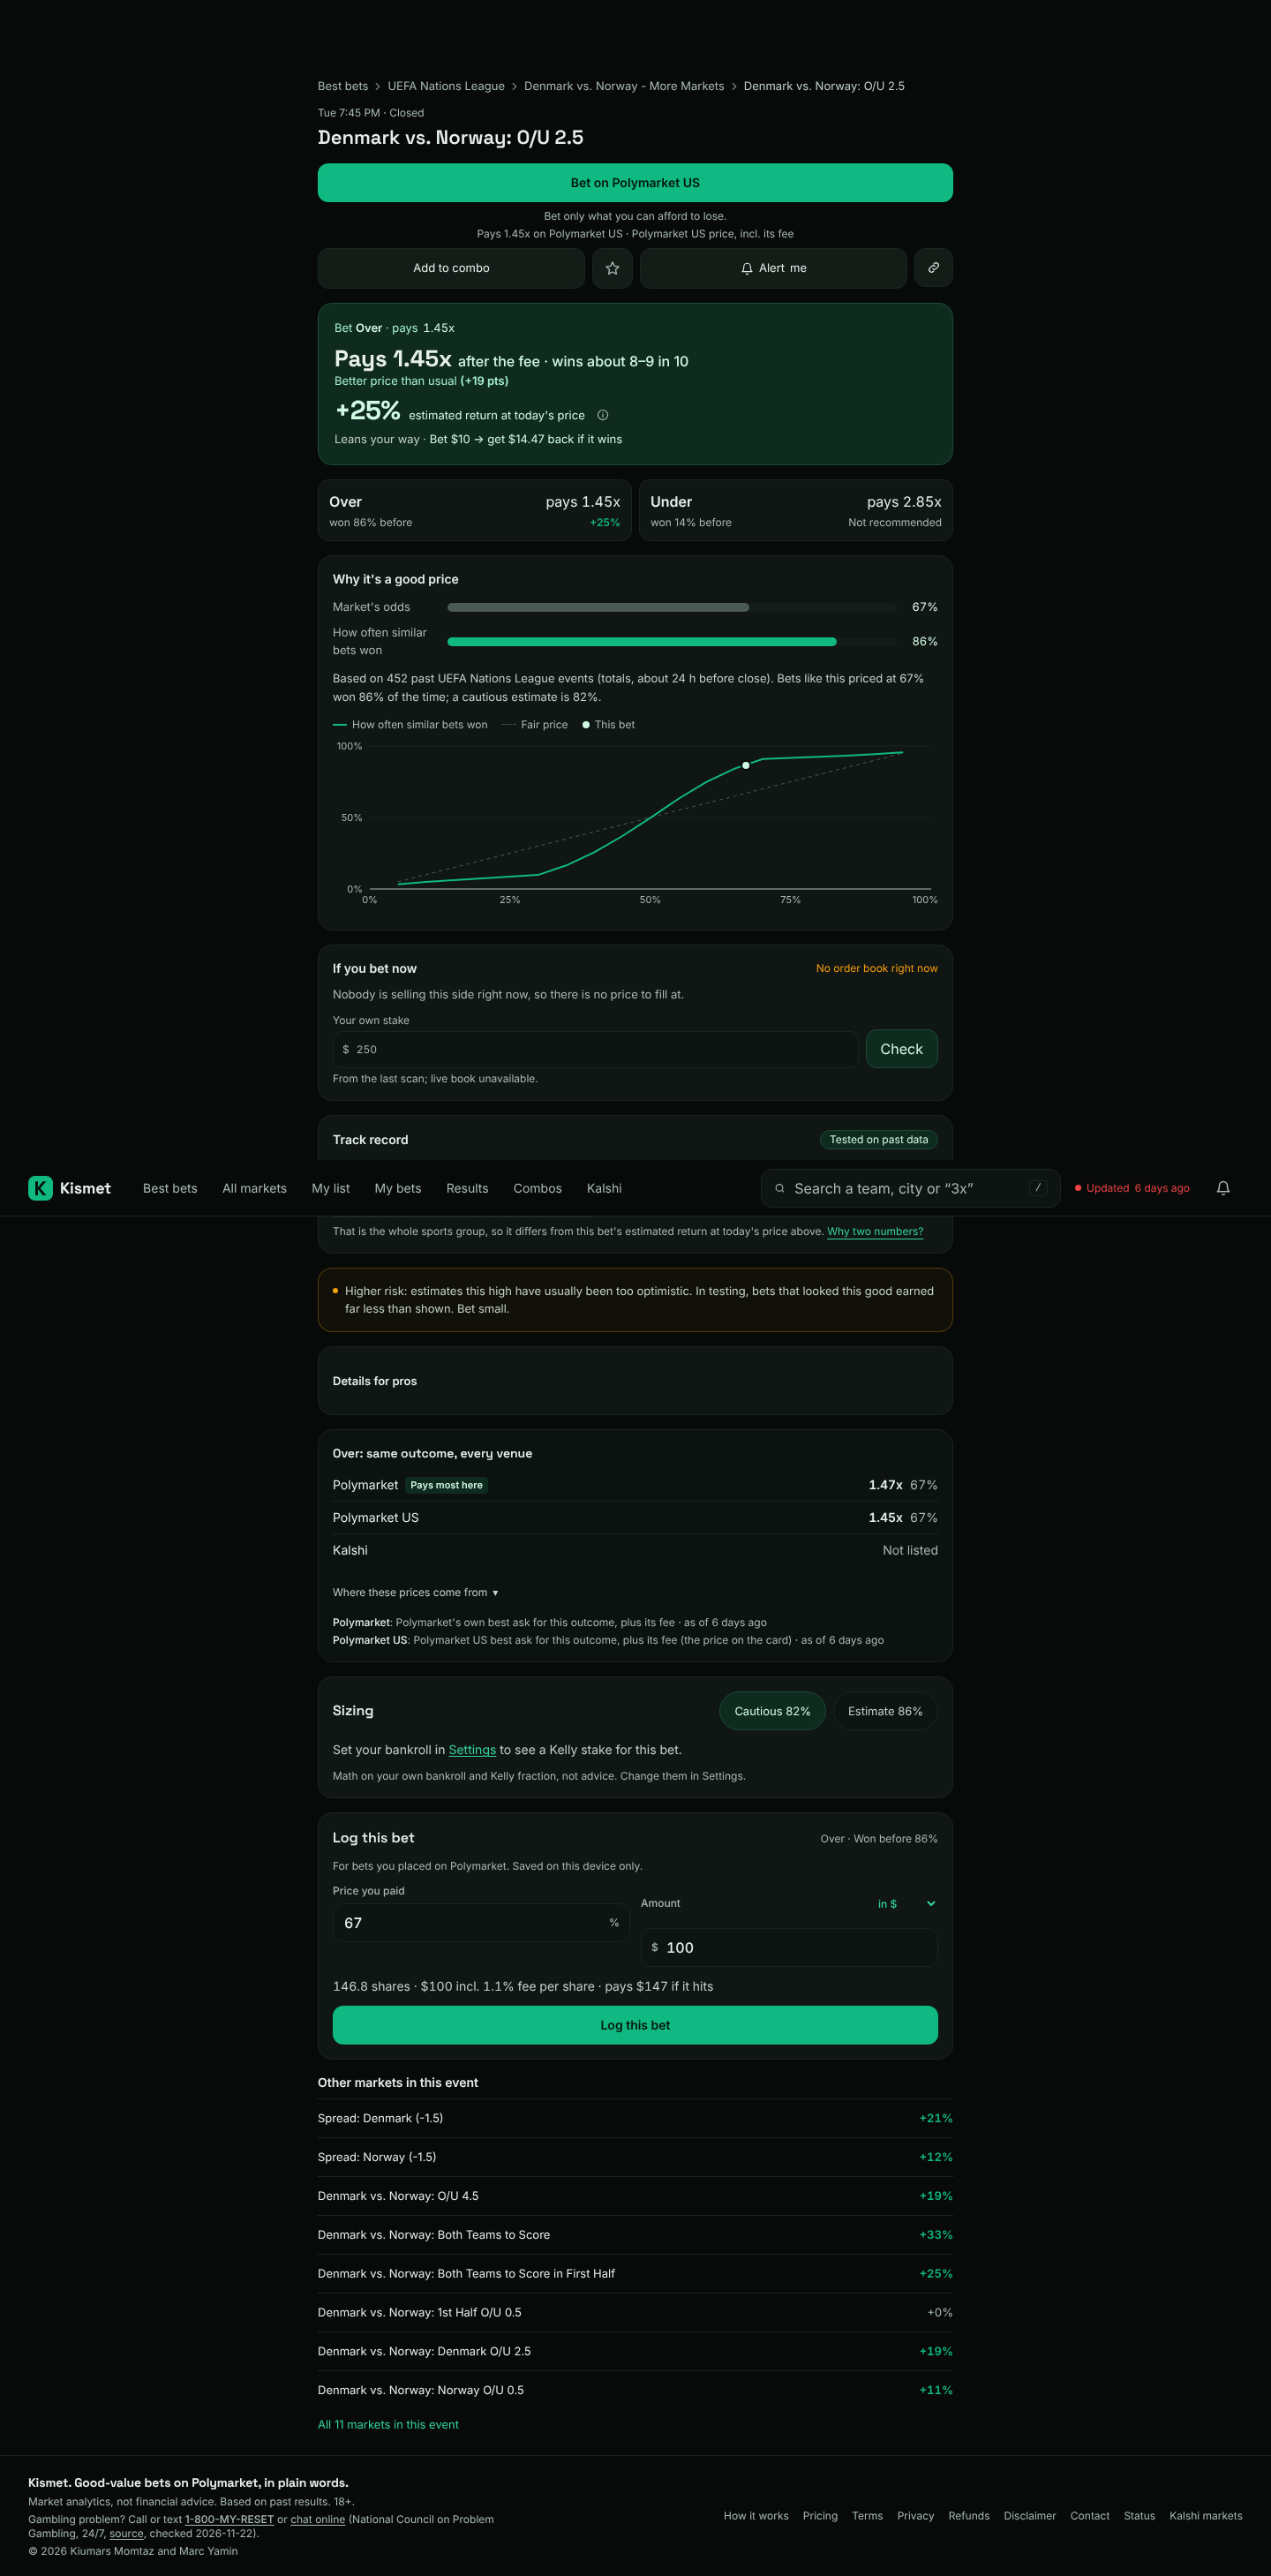 Best bets > UEFA Nations League > Denmark vs. Norway - More Markets > Denmark vs. Norway: O/U 2.5
Tue 7:45 PM · Closed
Denmark vs. Norway: O/U 2.5
Bet on Polymarket US
Bet only what you can afford to lose.
Pays 1.45x on Polymarket US · Polymarket US price, incl. its fee
Add to combo
Alert me
Bet Over · pays 1.45x
Pays 1.45x after the fee · wins about 8–9 in 10
Better price than usual (+19 pts)
+25% estimated return at today's price
Leans your way · Bet $10 → get $14.47 back if it wins
Over pays 1.45x
won 86% before +25%
Under pays 2.85x
won 14% before Not recommended
Why it's a good price
Market's odds 67%
How often similar
bets won 86%
Based on 452 past UEFA Nations League events (totals, about 24 h before close). Bets like this priced at 67%
won 86% of the time; a cautious estimate is 82%.
How often similar bets won Fair price This bet
100%
50%
0%
0% 25% 50% 75% 100%
If you bet now No order book right now
Nobody is selling this side right now, so there is no price to fill at.
Your own stake
$ 250 Check
From the last scan; live book unavailable.
Track record Tested on past data
Kismet Best bets All markets My list My bets Results Combos Kalshi Search a team, city or “3x” / Updated 6 days ago
That is the whole sports group, so it differs from this bet's estimated return at today's price above. Why two numbers?
Higher risk: estimates this high have usually been too optimistic. In testing, bets that looked this good earned
far less than shown. Bet small.
Details for pros
Over: same outcome, every venue
Polymarket Pays most here 1.47x 67%
Polymarket US 1.45x 67%
Kalshi Not listed
Where these prices come from ▾
Polymarket: Polymarket's own best ask for this outcome, plus its fee · as of 6 days ago
Polymarket US: Polymarket US best ask for this outcome, plus its fee (the price on the card) · as of 6 days ago
Sizing Cautious 82% Estimate 86%
Set your bankroll in Settings to see a Kelly stake for this bet.
Math on your own bankroll and Kelly fraction, not advice. Change them in Settings.
Log this bet Over · Won before 86%
For bets you placed on Polymarket. Saved on this device only.
Price you paid
67 %
Amount in $
$ 100
146.8 shares · $100 incl. 1.1% fee per share · pays $147 if it hits
Log this bet
Other markets in this event
Spread: Denmark (-1.5) +21%
Spread: Norway (-1.5) +12%
Denmark vs. Norway: O/U 4.5 +19%
Denmark vs. Norway: Both Teams to Score +33%
Denmark vs. Norway: Both Teams to Score in First Half +25%
Denmark vs. Norway: 1st Half O/U 0.5 +0%
Denmark vs. Norway: Denmark O/U 2.5 +19%
Denmark vs. Norway: Norway O/U 0.5 +11%
All 11 markets in this event
Kismet. Good-value bets on Polymarket, in plain words.
Market analytics, not financial advice. Based on past results. 18+.
Gambling problem? Call or text 1-800-MY-RESET or chat online (National Council on Problem
Gambling, 24/7, source, checked 2026-11-22).
© 2026 Kiumars Momtaz and Marc Yamin
How it works Pricing Terms Privacy Refunds Disclaimer Contact Status Kalshi markets